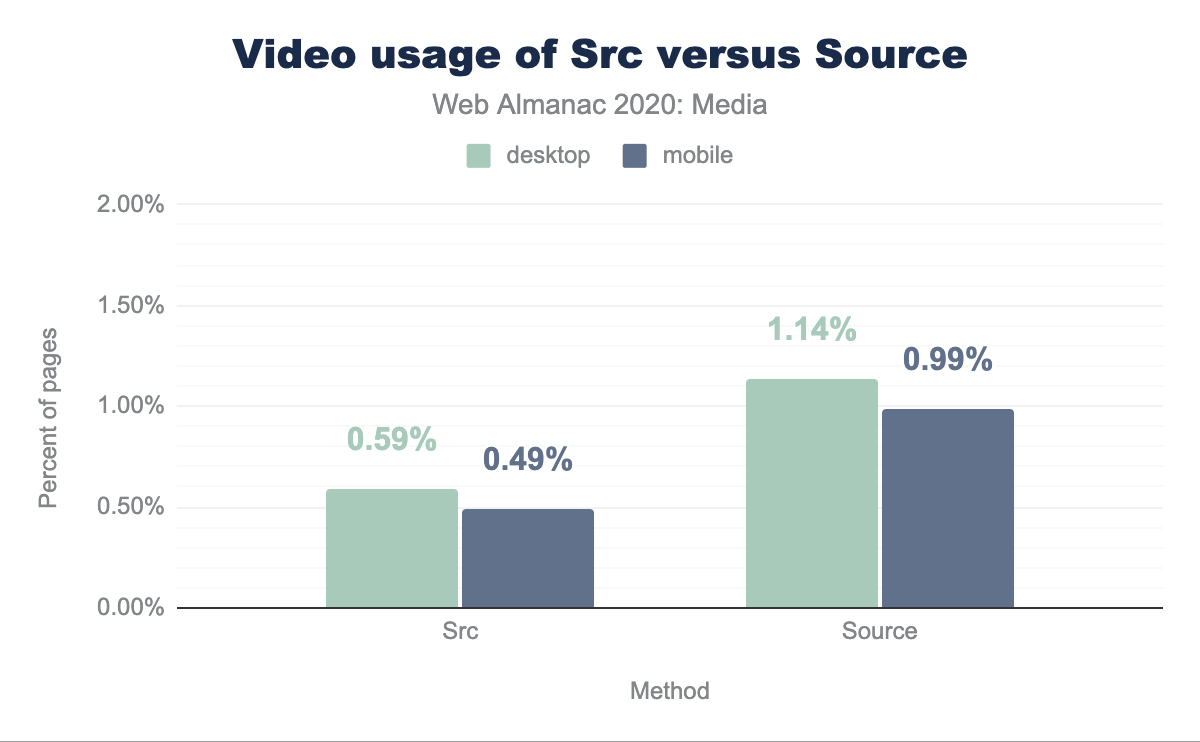 Video usage of Src versus Source
Web Almanac 2020: Media
desktop mobile
2.00%
1.50%
1.00%
0.50%
0.00%
Percent of pages
0.59%
0.49%
1.14%
0.99%
Src Source
Method